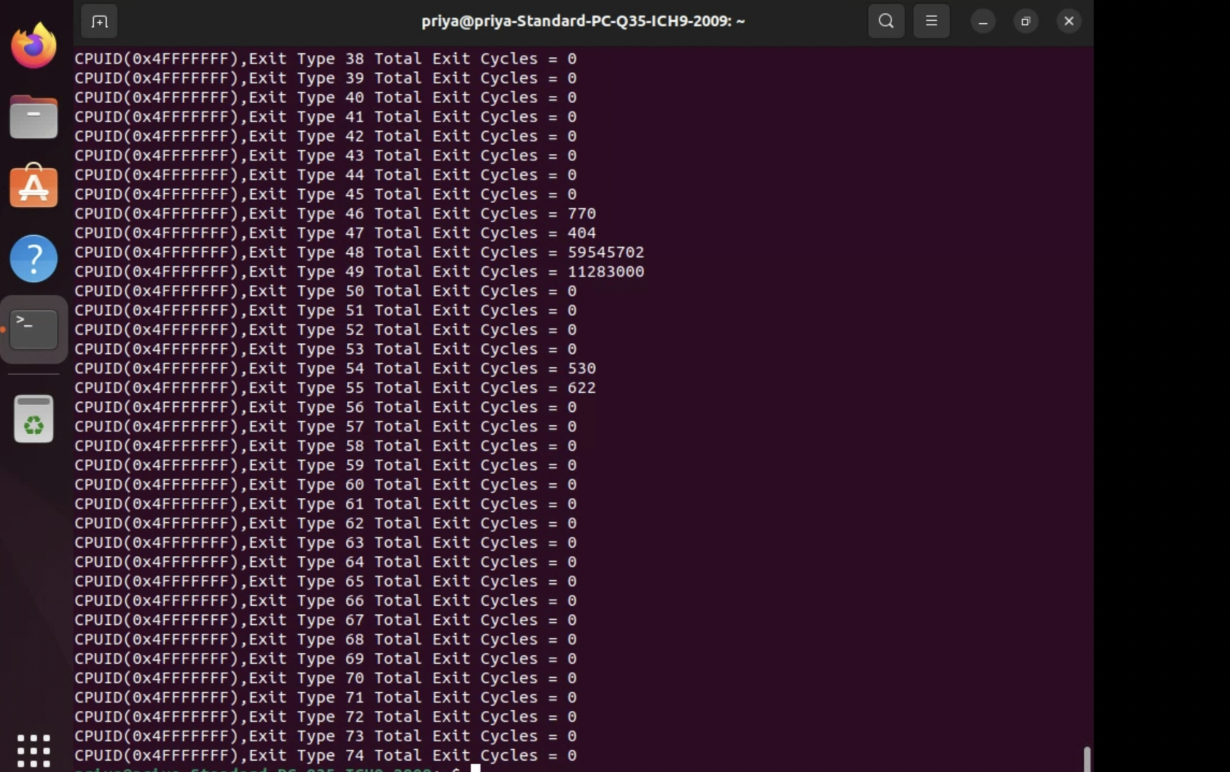 priya@priya-Standard-PC-Q35-ICH9-2009: ~
CPUID(0x4FFFFFFF),Exit Type 38 Total Exit Cycles = 0
CPUID(0x4FFFFFFF),Exit Type 39 Total Exit Cycles = 0
CPUID(0x4FFFFFFF),Exit Type 40 Total Exit Cycles = 0
CPUID(0x4FFFFFFF),Exit Type 41 Total Exit Cycles = 0
CPUID(0x4FFFFFFF),Exit Type 42 Total Exit Cycles = 0
CPUID(0x4FFFFFFF),Exit Type 43 Total Exit Cycles = 0
CPUID(0x4FFFFFFF),Exit Type 44 Total Exit Cycles = 0
CPUID(0x4FFFFFFF),Exit Type 45 Total Exit Cycles = 0
CPUID(0x4FFFFFFF),Exit Type 46 Total Exit Cycles = 770
CPUID(0x4FFFFFFF),Exit Type 47 Total Exit Cycles = 404
CPUID(0x4FFFFFFF),Exit Type 48 Total Exit Cycles = 59545702
CPUID(0x4FFFFFFF),Exit Type 49 Total Exit Cycles = 11283000
CPUID(0x4FFFFFFF),Exit Type 50 Total Exit Cycles = 0
CPUID(0x4FFFFFFF),Exit Type 51 Total Exit Cycles = 0
CPUID(0x4FFFFFFF),Exit Type 52 Total Exit Cycles = 0
CPUID(0x4FFFFFFF),Exit Type 53 Total Exit Cycles = 0
CPUID(0x4FFFFFFF),Exit Type 54 Total Exit Cycles = 530
CPUID(0x4FFFFFFF),Exit Type 55 Total Exit Cycles = 622
CPUID(0x4FFFFFFF),Exit Type 56 Total Exit Cycles = 0
CPUID(0x4FFFFFFF),Exit Type 57 Total Exit Cycles = 0
CPUID(0x4FFFFFFF),Exit Type 58 Total Exit Cycles = 0
CPUID(0x4FFFFFFF),Exit Type 59 Total Exit Cycles = 0
CPUID(0x4FFFFFFF),Exit Type 60 Total Exit Cycles = 0
CPUID(0x4FFFFFFF),Exit Type 61 Total Exit Cycles = 0
CPUID(0x4FFFFFFF),Exit Type 62 Total Exit Cycles = 0
CPUID(0x4FFFFFFF),Exit Type 63 Total Exit Cycles = 0
CPUID(0x4FFFFFFF),Exit Type 64 Total Exit Cycles = 0
CPUID(0x4FFFFFFF),Exit Type 65 Total Exit Cycles = 0
CPUID(0x4FFFFFFF),Exit Type 66 Total Exit Cycles = 0
CPUID(0x4FFFFFFF),Exit Type 67 Total Exit Cycles = 0
CPUID(0x4FFFFFFF),Exit Type 68 Total Exit Cycles = 0
CPUID(0x4FFFFFFF),Exit Type 69 Total Exit Cycles = 0
CPUID(0x4FFFFFFF),Exit Type 70 Total Exit Cycles = 0
CPUID(0x4FFFFFFF),Exit Type 71 Total Exit Cycles = 0
CPUID(0x4FFFFFFF),Exit Type 72 Total Exit Cycles = 0
CPUID(0x4FFFFFFF),Exit Type 73 Total Exit Cycles = 0
CPUID(0x4FFFFFFF),Exit Type 74 Total Exit Cycles = 0